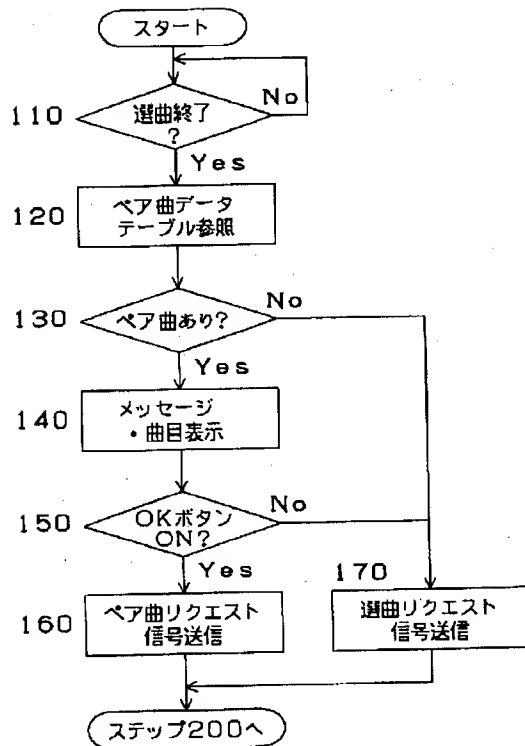 スタート
No
110
選曲終了
?
Yes
120
ペア曲データ
テーブル参照
No
130
ペア曲あり?
Yes
140
メッセージ
・曲目表示
No
150
OKボタン
ON?
Yes
170
160
ペア曲リクエスト
信号送信
選曲リクエスト
信号送信
ステップ200へ